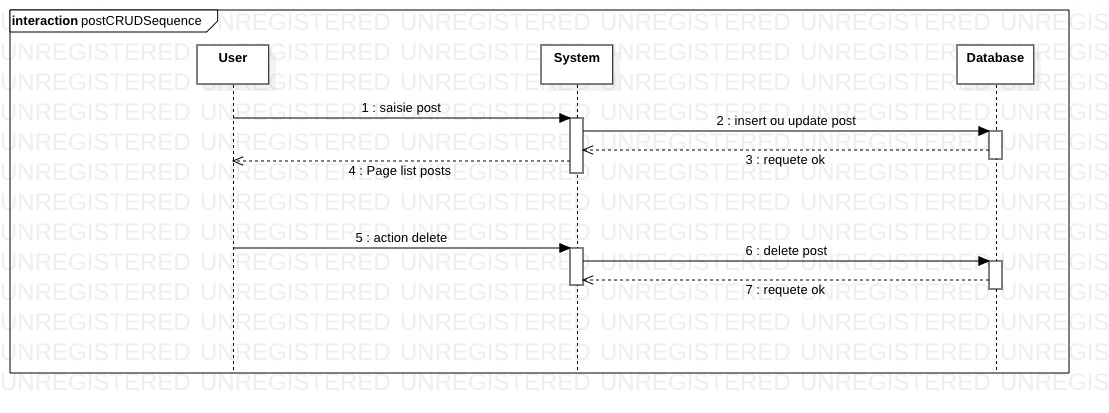 interaction postCRUDSequence
User
System
Database
1 : saisie post
2 : insert ou update post
3 : requete ok
4 : Page list posts
5 : action delete
6 : delete post
7 : requete ok
UNREGISTERED UNREGISTERED UNREGISTERED UNREGISTERED UNREGISTERED